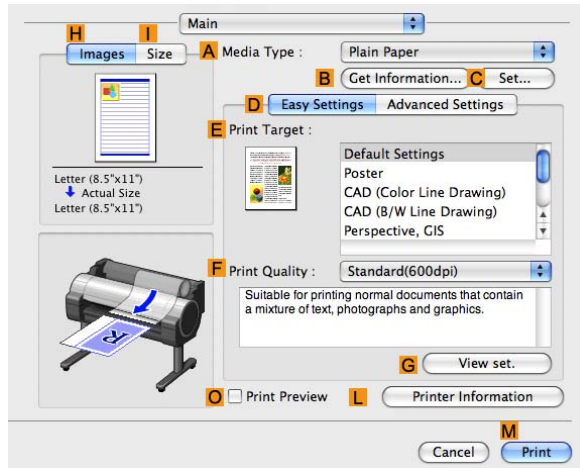 Main
H I
Images Size A Media Type : Plain Paper
B Get Information... C Set...
D Easy Settings Advanced Settings
E Print Target :
Default Settings
Poster
CAD (Color Line Drawing)
CAD (B/W Line Drawing)
Perspective, GIS
Letter (8.5"x11")
Actual Size
Letter (8.5"x11")
F Print Quality : Standard(600dpi)
Suitable for printing normal documents that contain
a mixture of text, photographs and graphics.
G View set.
O Print Preview L Printer Information
M
Cancel Print